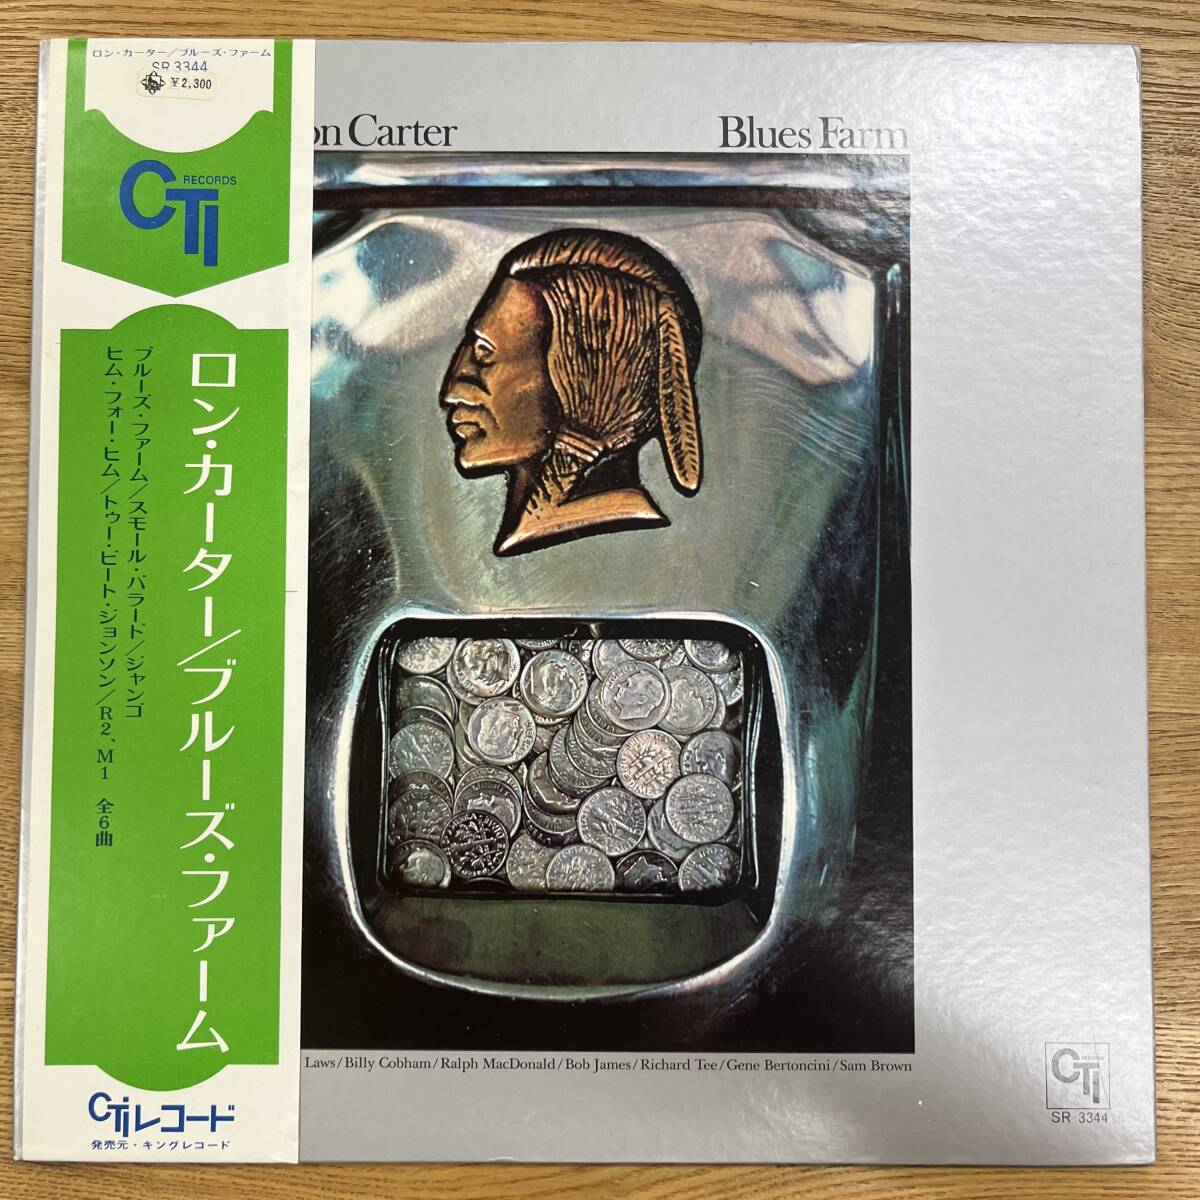 ロン・カーター/ブルーズ・ファーム
SR 3344
¥2,300
CTI RECORDS
ロン・カーター/ブルーズ・ファーム
ブルーズ・ファーム/スモール・バラード/ジャンゴ
ヒム・フォー・ヒム/トゥー・ビート・ジョンソン/R2、M1 全6曲
CTiレコード
発売元・キングレコード
on Carter
Blues Farm
Laws/Billy Cobham/Ralph MacDonald/Bob James/Richard Tee/Gene Bertoncini/Sam Brown
CTI RECORDS
SR 3344